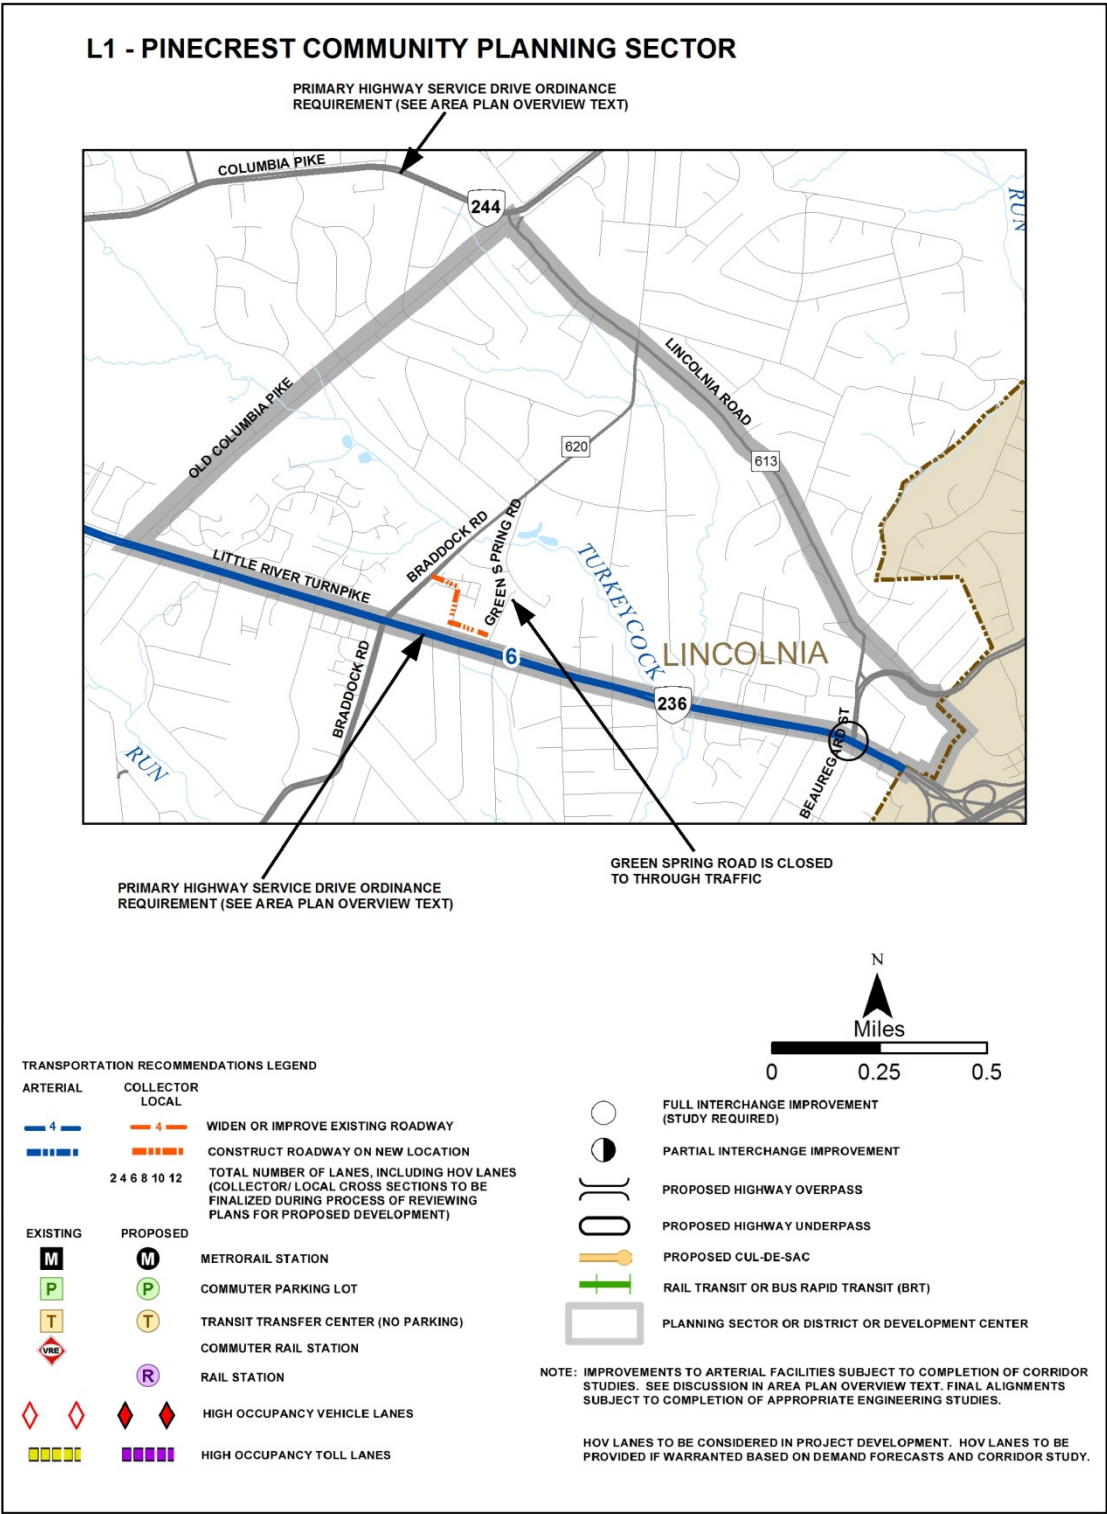 L1 - PINECREST COMMUNITY PLANNING SECTOR
PRIMARY HIGHWAY SERVICE DRIVE ORDINANCE
REQUIREMENT (SEE AREA PLAN OVERVIEW TEXT)
COLUMBIA PIKE
244
RUN
OLD COLUMBIA PIKE
LINCOLNIA ROAD
620
613
BRADDOCK RD
GREEN SPRING RD
LITTLE RIVER TURNPIKE
TURKEYCOCK
LINCOLNIA
6
236
BRADDOCK RD
RUN
BEAUREGARD ST
GREEN SPRING ROAD IS CLOSED
TO THROUGH TRAFFIC
PRIMARY HIGHWAY SERVICE DRIVE ORDINANCE
REQUIREMENT (SEE AREA PLAN OVERVIEW TEXT)
N
Miles
0 0.25 0.5
TRANSPORTATION RECOMMENDATIONS LEGEND
ARTERIAL COLLECTOR
LOCAL
4 4 WIDEN OR IMPROVE EXISTING ROADWAY
CONSTRUCT ROADWAY ON NEW LOCATION
2 4 6 8 10 12 TOTAL NUMBER OF LANES, INCLUDING HOV LANES
(COLLECTOR/ LOCAL CROSS SECTIONS TO BE
FINALIZED DURING PROCESS OF REVIEWING
PLANS FOR PROPOSED DEVELOPMENT)
EXISTING PROPOSED
M M METRORAIL STATION
P P COMMUTER PARKING LOT
T T TRANSIT TRANSFER CENTER (NO PARKING)
VRE COMMUTER RAIL STATION
R RAIL STATION
HIGH OCCUPANCY VEHICLE LANES
HIGH OCCUPANCY TOLL LANES
FULL INTERCHANGE IMPROVEMENT
(STUDY REQUIRED)
PARTIAL INTERCHANGE IMPROVEMENT
PROPOSED HIGHWAY OVERPASS
PROPOSED HIGHWAY UNDERPASS
PROPOSED CUL-DE-SAC
RAIL TRANSIT OR BUS RAPID TRANSIT (BRT)
PLANNING SECTOR OR DISTRICT OR DEVELOPMENT CENTER
NOTE: IMPROVEMENTS TO ARTERIAL FACILITIES SUBJECT TO COMPLETION OF CORRIDOR
STUDIES. SEE DISCUSSION IN AREA PLAN OVERVIEW TEXT. FINAL ALIGNMENTS
SUBJECT TO COMPLETION OF APPROPRIATE ENGINEERING STUDIES.
HOV LANES TO BE CONSIDERED IN PROJECT DEVELOPMENT. HOV LANES TO BE
PROVIDED IF WARRANTED BASED ON DEMAND FORECASTS AND CORRIDOR STUDY.